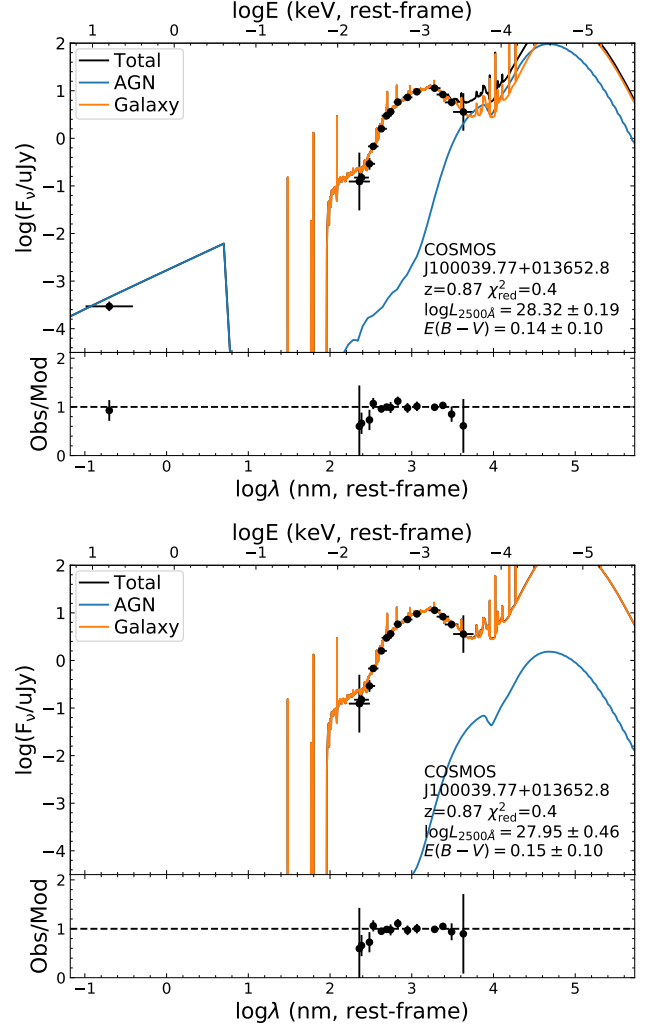 logE (keV, rest-frame)
1 0 −1 −2 −3 −4 −5
Total
AGN
Galaxy
2
1
0
−1
−2
−3
−4
log(Fν/uJy)
COSMOS
J100039.77+013652.8
z=0.87 χ²red=0.4
logL2500Å = 28.32 ± 0.19
E(B − V) = 0.14 ± 0.10
2
1
0
Obs/Mod
−1 0 1 2 3 4 5
logλ (nm, rest-frame)
logE (keV, rest-frame)
1 0 −1 −2 −3 −4 −5
Total
AGN
Galaxy
2
1
0
−1
−2
−3
−4
log(Fν/uJy)
COSMOS
J100039.77+013652.8
z=0.87 χ²red=0.4
logL2500Å = 27.95 ± 0.46
E(B − V) = 0.15 ± 0.10
2
1
0
Obs/Mod
−1 0 1 2 3 4 5
logλ (nm, rest-frame)